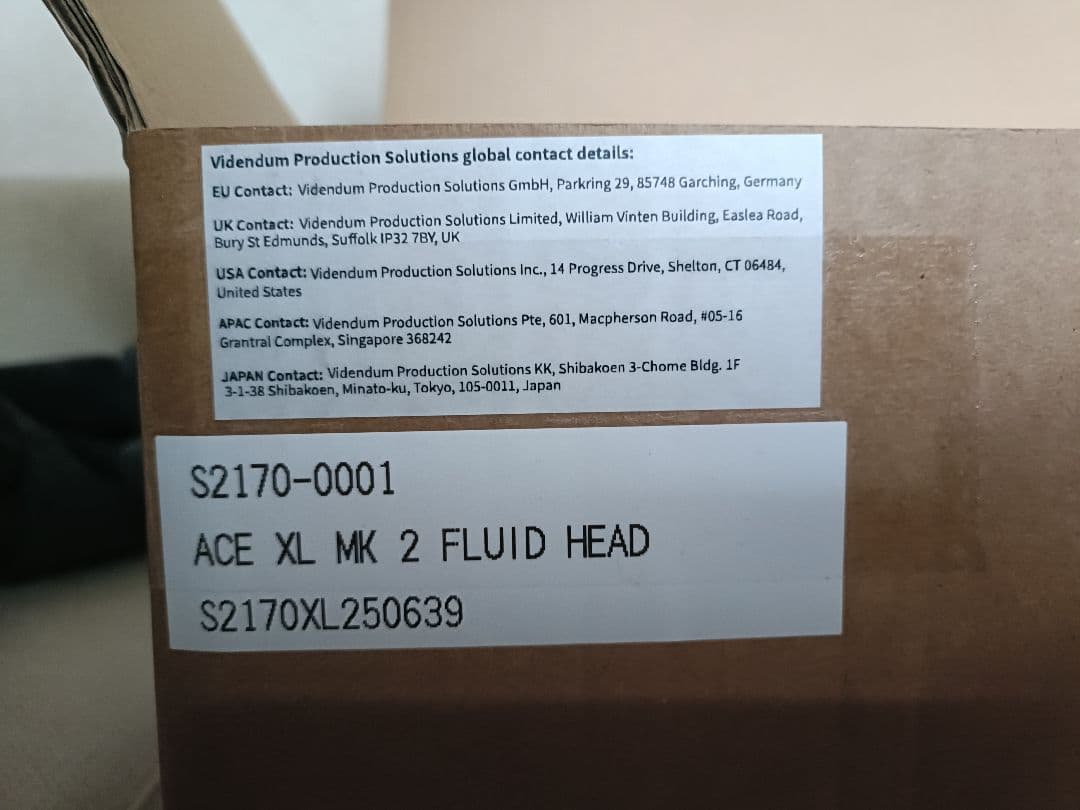 Videndum Production Solutions global contact details:
EU Contact: Videndum Production Solutions GmbH, Parkring 29, 85748 Garching, Germany
UK Contact: Videndum Production Solutions Limited, William Vinten Building, Easlea Road,
Bury St Edmunds, Suffolk IP32 7BY, UK
USA Contact: Videndum Production Solutions Inc., 14 Progress Drive, Shelton, CT 06484,
United States
APAC Contact: Videndum Production Solutions Pte, 601, Macpherson Road, #05-16
Grantral Complex, Singapore 368242
JAPAN Contact: Videndum Production Solutions KK, Shibakoen 3-Chome Bldg. 1F
3-1-38 Shibakoen, Minato-ku, Tokyo, 105-0011, Japan
S2170-0001
ACE XL MK 2 FLUID HEAD
S2170XL250639